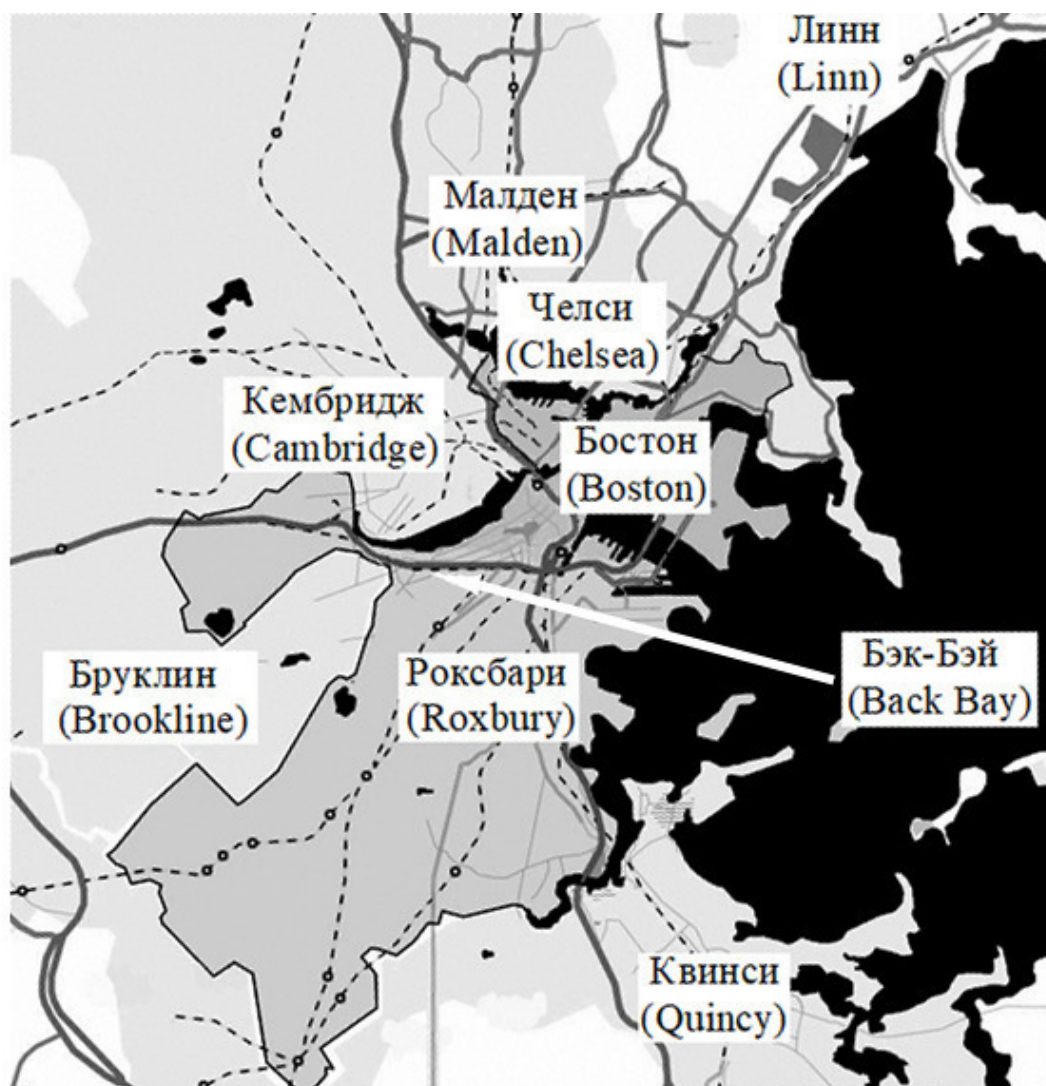 Линн
(Linn)
Малден
(Malden)
Челси
(Chelsea)
Кембридж
(Cambridge)
Бостон
(Boston)
Бруклин
(Brookline)
Роксбари
(Roxbury)
Бэк-Бэй
(Back Bay)
Квинси
(Quincy)